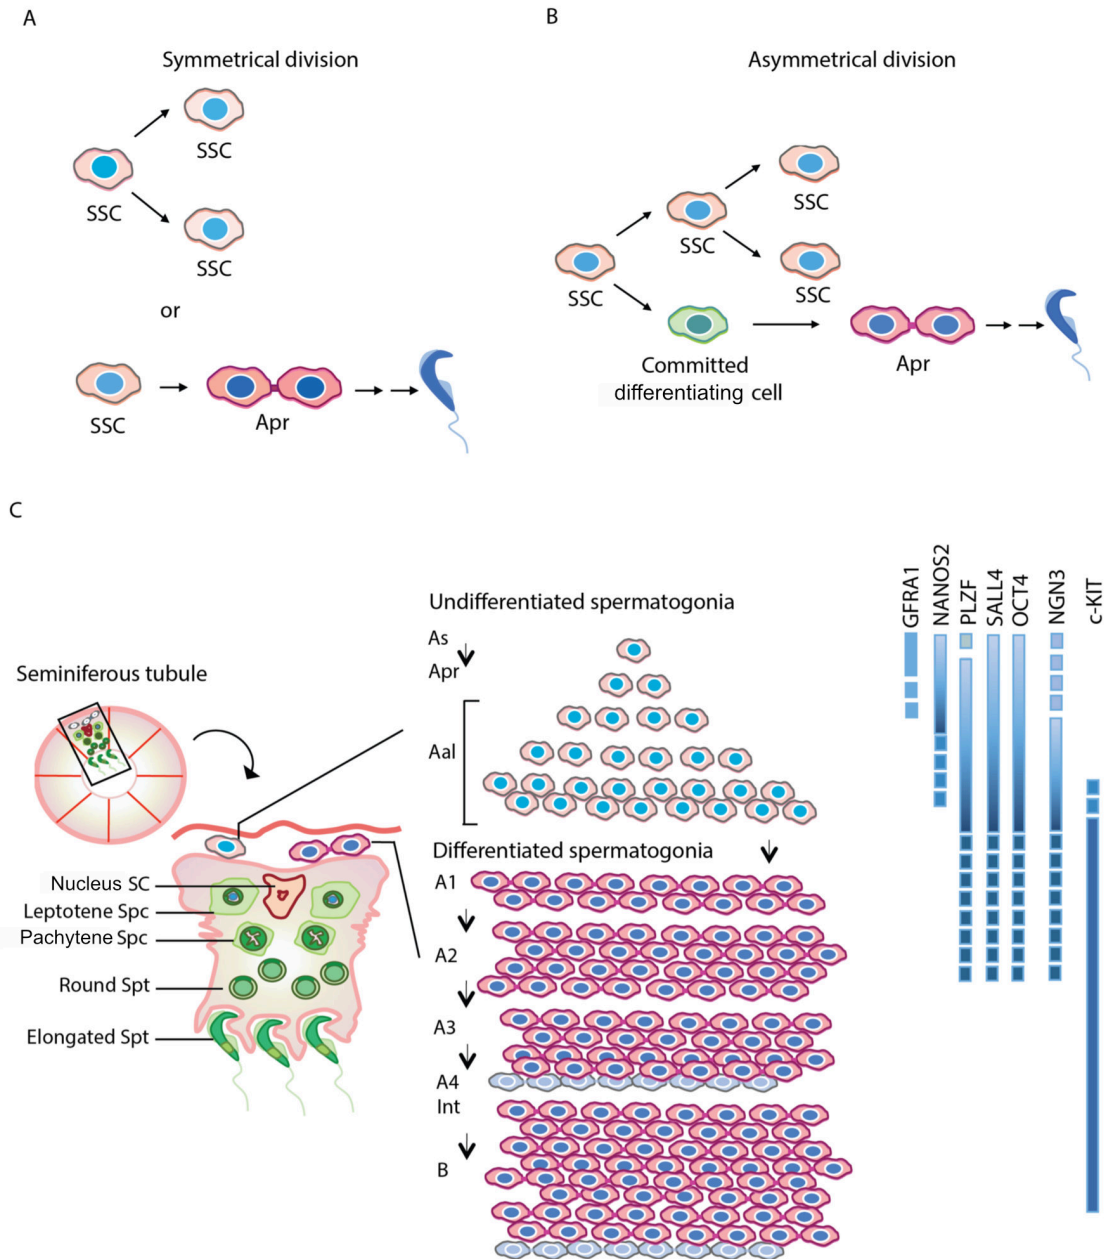 A
Symmetrical division
SSC
SSC
SSC
or
SSC
Apr
B
Asymmetrical division
SSC
SSC
SSC
SSC
Committed
differentiating cell
Apr
C
Seminiferous tubule
Nucleus SC
Leptotene Spc
Pachytene Spc
Round Spt
Elongated Spt
Undifferentiated spermatogonia
As
Apr
Aal
Differentiated spermatogonia
A1
A2
A3
A4
Int
B
GFRA1
NANOS2
PLZF
SALL4
OCT4
NGN3
c-KIT